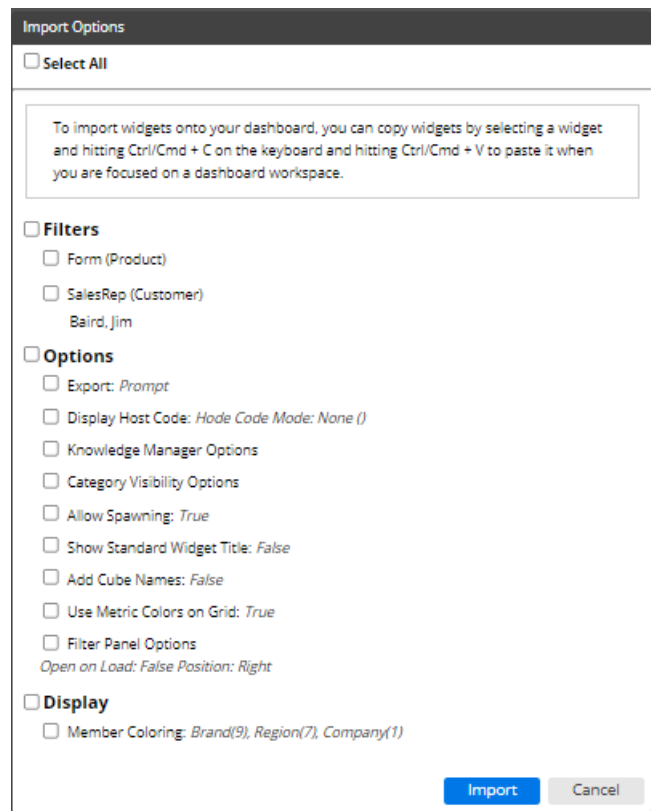 Import Options
Select All
To import widgets onto your dashboard, you can copy widgets by selecting a widget
and hitting Ctrl/Cmd + C on the keyboard and hitting Ctrl/Cmd + V to paste it when
you are focused on a dashboard workspace.
Filters
Form (Product)
SalesRep (Customer)
Baird, Jim
Options
Export: Prompt
Display Host Code: Hode Code Mode: None ()
Knowledge Manager Options
Category Visibility Options
Allow Spawning: True
Show Standard Widget Title: False
Add Cube Names: False
Use Metric Colors on Grid: True
Filter Panel Options
Open on Load: False Position: Right
Display
Member Coloring: Brand(9), Region(7), Company(1)
Import Cancel